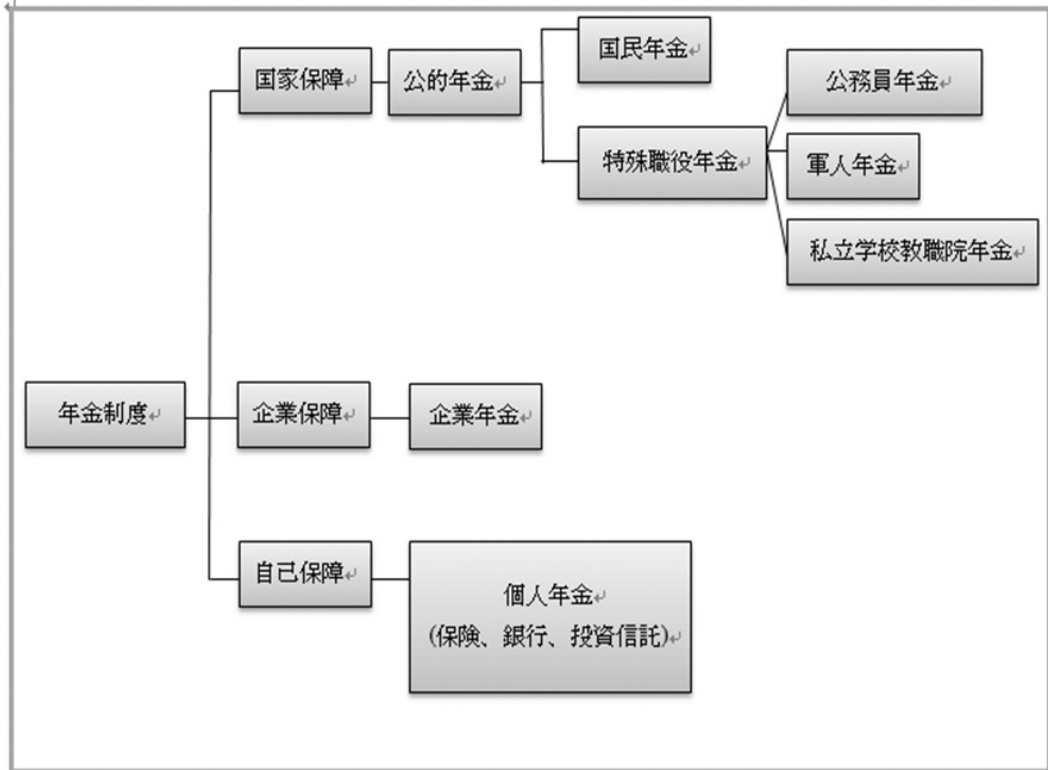 国家保障
公的年金
国民年金
特殊職役年金
公務員年金
軍人年金
私立学校教職院年金
年金制度
企業保障
企業年金
自己保障
個人年金
(保険、銀行、投資信託)